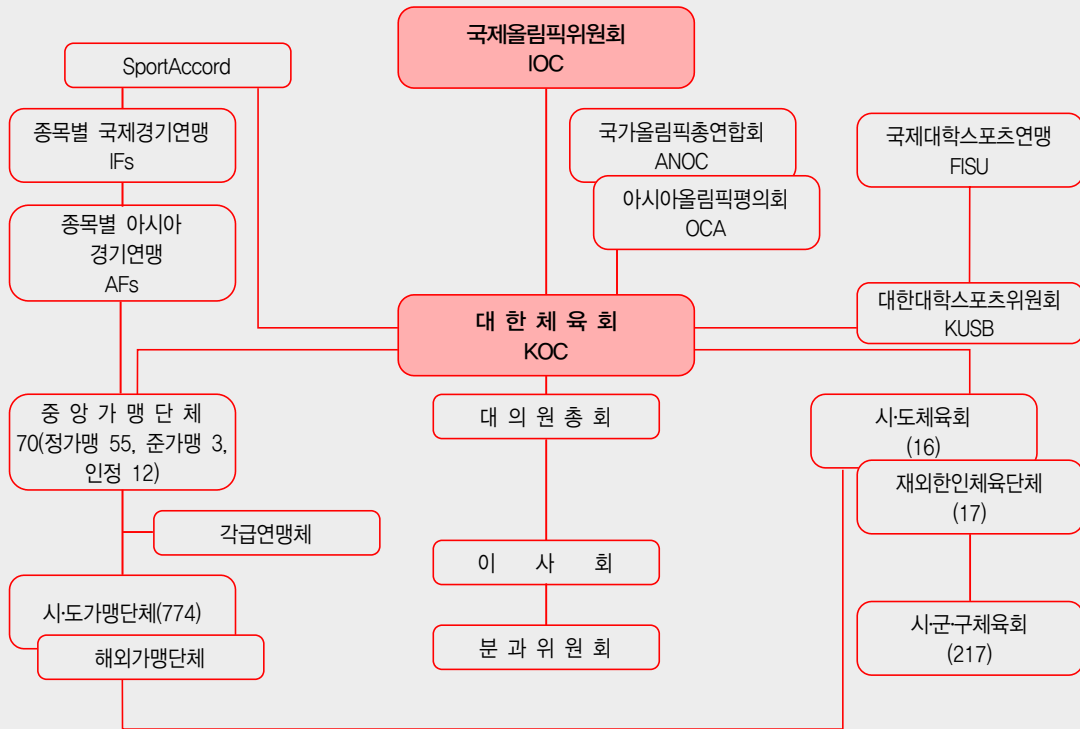 국제올림픽위원회
IOC
SportAccord
종목별 국제경기연맹
IFs
국가올림픽총연합회
ANOC
국제대학스포츠연맹
FISU
아시아올림픽평의회
OCA
종목별 아시아
경기연맹
AFs
대한체육회
KOC
대한대학스포츠위원회
KUSB
중앙가맹단체
70(정가맹 55, 준가맹 3,
인정 12)
대의원총회
시·도체육회
(16)
재외한인체육단체
(17)
각급연맹체
이 사 회
시·도가맹단체(774)
해외가맹단체
분과위원회
시·군·구체육회
(217)